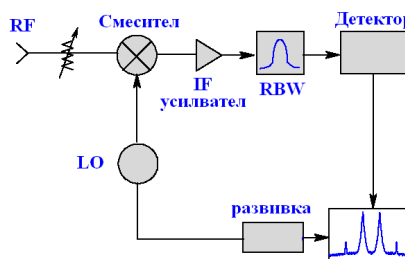 RF
Смесител
Детектор
IF
усилвател
RBW
LO
развивка